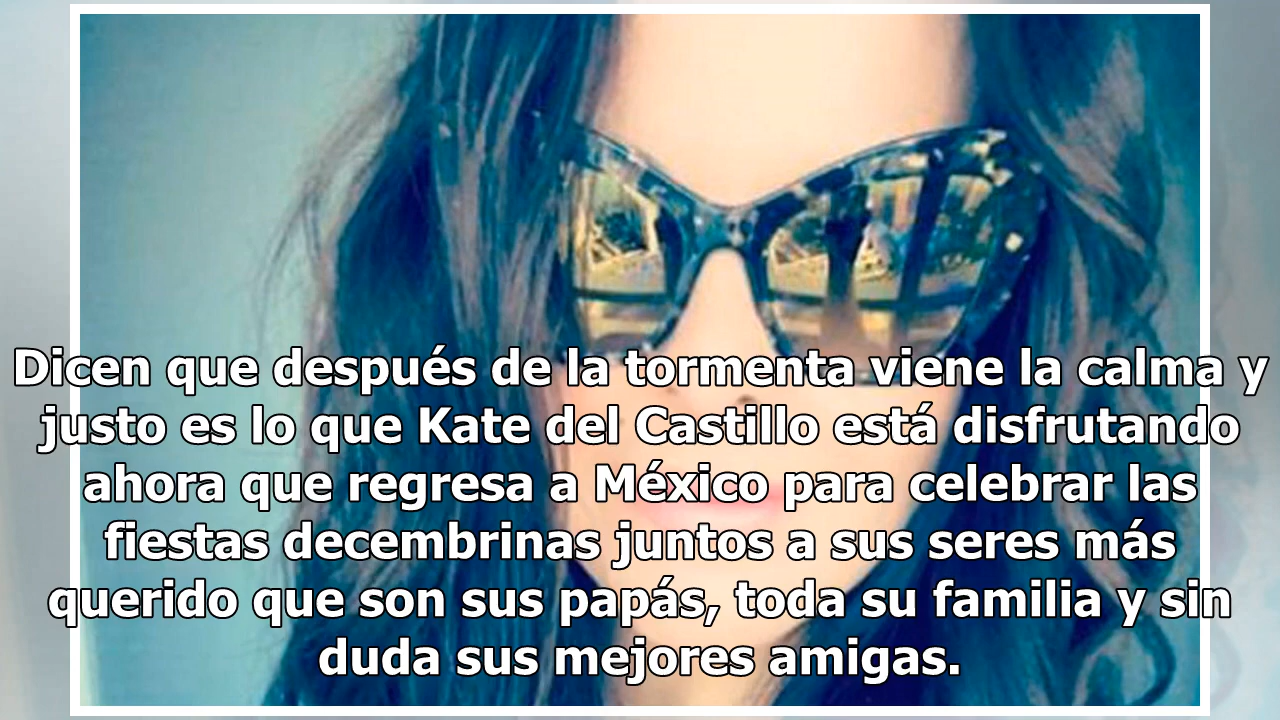 Dicen que después de la tormenta viene la calma y
justo es lo que Kate del Castillo está disfrutando
ahora que regresa a México para celebrar las
fiestas decembrinas juntos a sus seres más
querido que son sus papás, toda su familia y sin
duda sus mejores amigas.